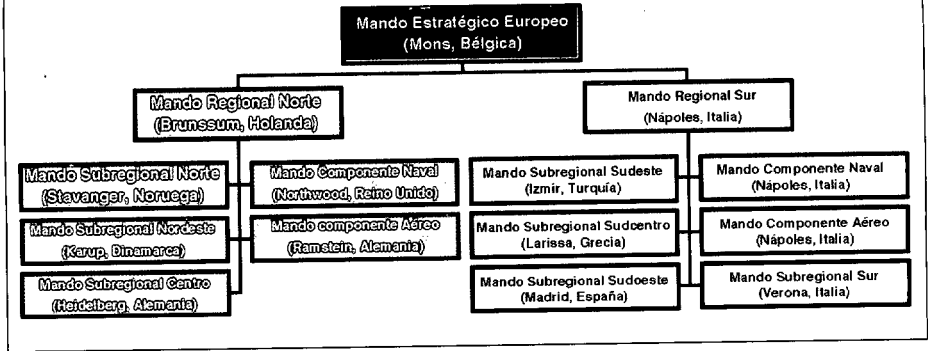 Mando Estratégico Europeo
(Mons, Bélgica)
Mando Regional Norte
(Brunssum, Holanda)
Mando Regional Sur
(Nápoles, Italia)
Mando Subregional Norte
(Stavanger, Noruega)
Mando Componente Naval
(Northwood, Reino Unido)
Mando Subregional Nordeste
(Karup, Dinamarca)
Mando componente Aéreo
(Ramstein, Alemania)
Mando Subregional Centro
(Heidelberg, Alemania)
Mando Subregional Sudeste
(Izmir, Turquía)
Mando Componente Naval
(Nápoles, Italia)
Mando Subregional Sudcentro
(Larissa, Grecia)
Mando Componente Aéreo
(Nápoles, Italia)
Mando Subregional Sudoeste
(Madrid, España)
Mando Subregional Sur
(Verona, Italia)